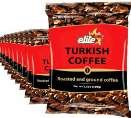 elite
TURKISH
COFFEE
Roasted and ground coffee